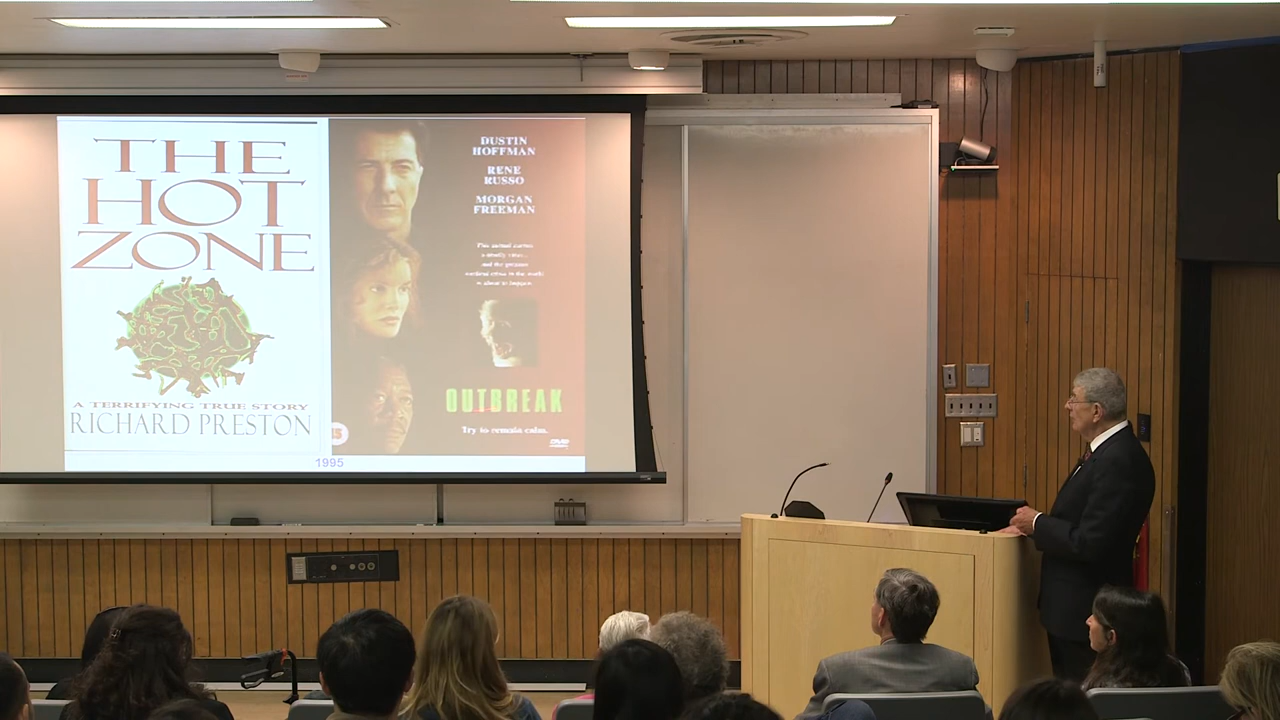 THE
HOT
ZONE
A TERRIFYING TRUE STORY
RICHARD PRESTON
DUSTIN
HOFFMAN
RENE
RUSSO
MORGAN
FREEMAN
OUTBREAK
Try to remain calm.
1995